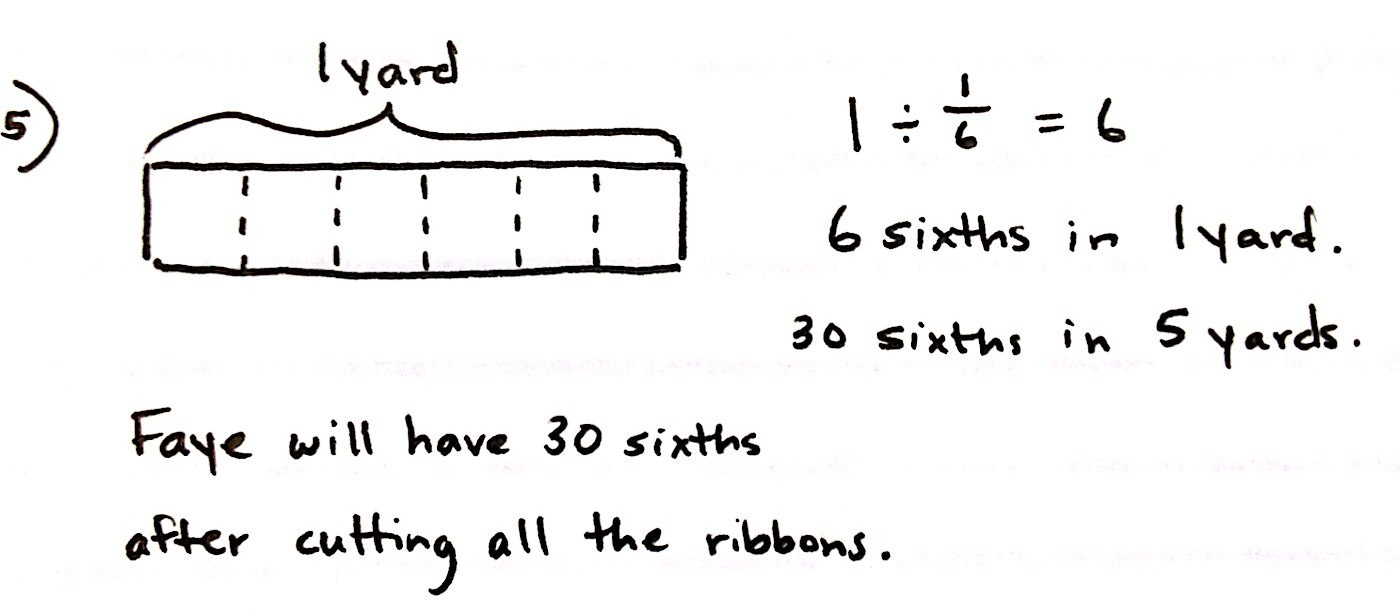 5)
1 yard
1 ÷ 1/6 = 6
6 sixths in 1 yard.
30 sixths in 5 yards.
Faye will have 30 sixths
after cutting all the ribbons.